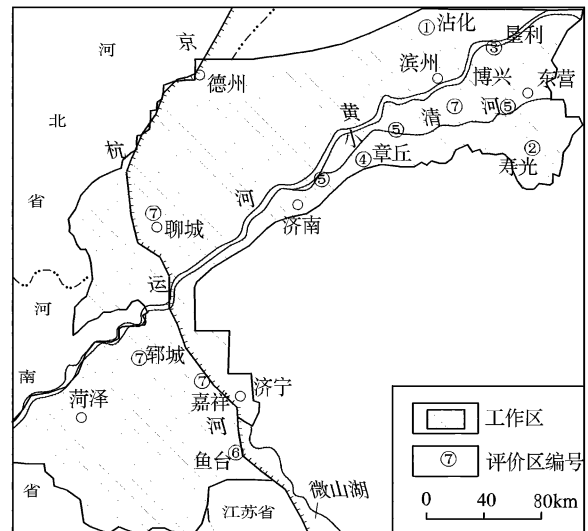 河
北
省
河
南
省
京
杭
运
河
①沾化
③垦利
滨州
博兴
东营
德州
黄
河
小
清
河
⑦
⑤
⑤
⑤
④章丘
②
寿光
⑦
聊城
济南
⑦郓城
⑦
嘉祥
济宁
菏泽
鱼台⑥
微山湖
江苏省
工作区
⑦ 评价区编号
0 40 80km